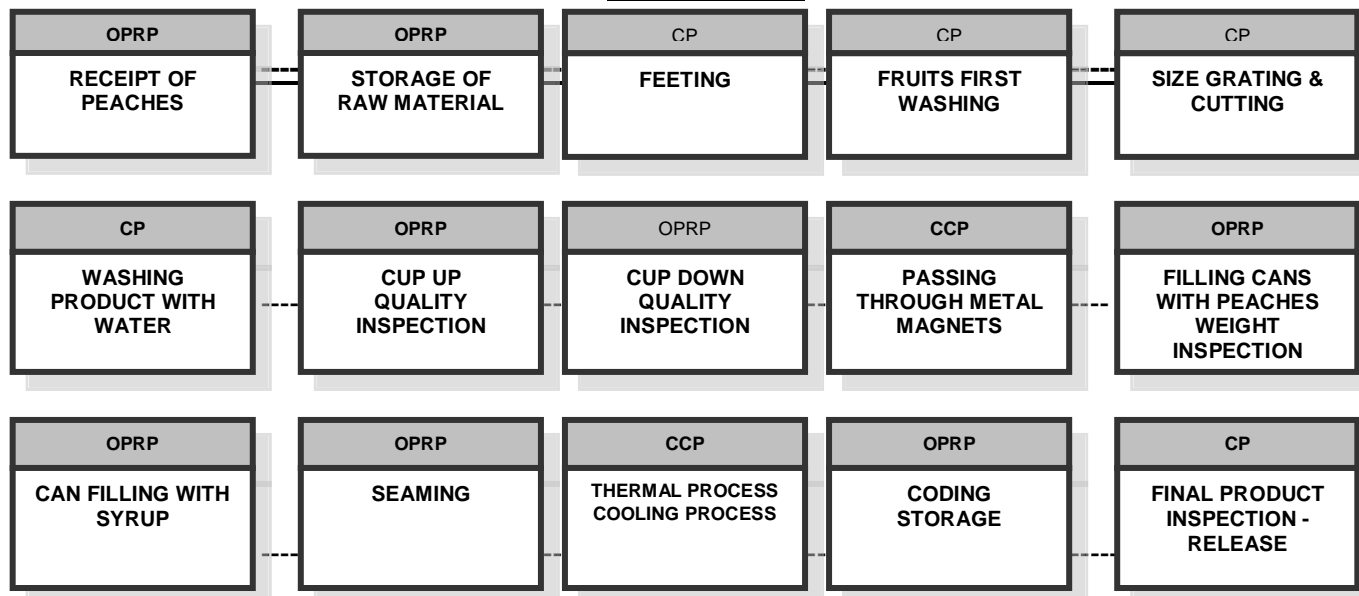 OPRP
RECEIPT OF
PEACHES
OPRP
STORAGE OF
RAW MATERIAL
CP
FEETING
CP
FRUITS FIRST
WASHING
CP
SIZE GRATING &
CUTTING
CP
WASHING
PRODUCT WITH
WATER
OPRP
CUP UP
QUALITY
INSPECTION
OPRP
CUP DOWN
QUALITY
INSPECTION
CCP
PASSING
THROUGH METAL
MAGNETS
OPRP
FILLING CANS
WITH PEACHES
WEIGHT
INSPECTION
OPRP
CAN FILLING WITH
SYRUP
OPRP
SEAMING
CCP
THERMAL PROCESS
COOLING PROCESS
OPRP
CODING
STORAGE
CP
FINAL PRODUCT
INSPECTION -
RELEASE